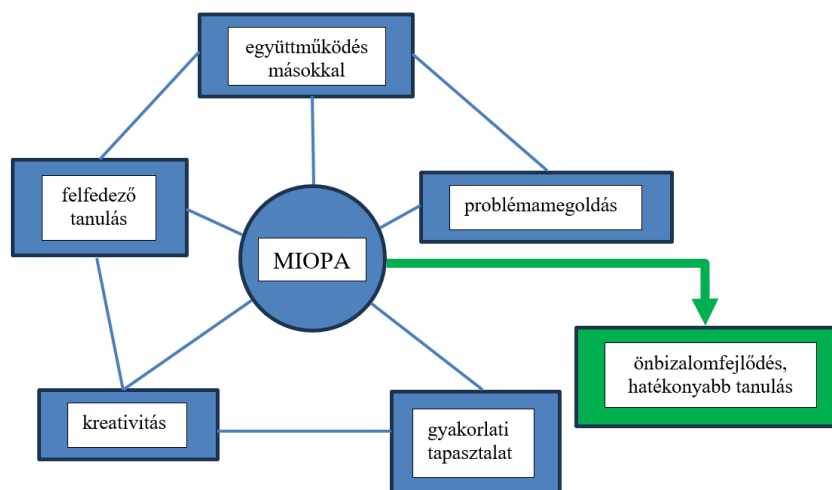 együttműködés
másokkal
felfedező
tanulás
problémamegoldás
MIOPA
önbizalomfejlődés,
hatékonyabb tanulás
kreativitás
gyakorlati
tapasztalat